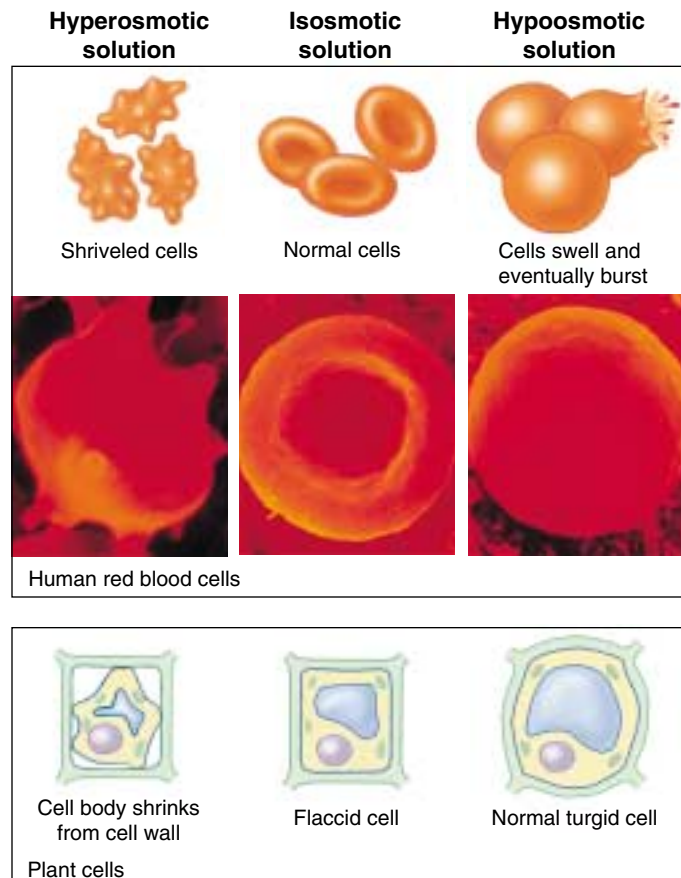 Hyperosmotic
solution
Isosmotic
solution
Hypoosmotic
solution
Shriveled cells
Normal cells
Cells swell and
eventually burst
Human red blood cells
Cell body shrinks
from cell wall
Flaccid cell
Normal turgid cell
Plant cells